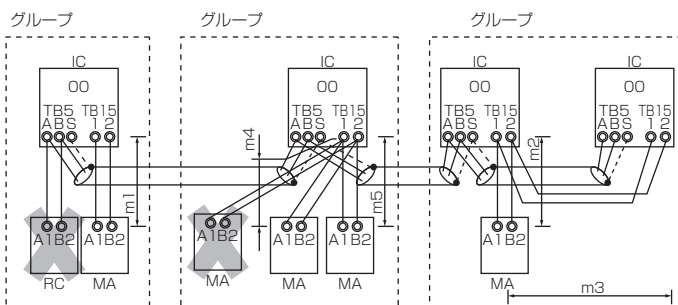 グループ
グループ
グループ
IC
IC
IC
IC
00
00
00
00
TB5 TB15
TB5 TB15
TB5 TB15
TB5 TB15
ABS 1 2
ABS 1 2
ABS 1 2
ABS 1 2
m4
m1
m5
m2
A1B2
A1B2
A1B2
A1B2
A1B2
A1B2
RC
MA
MA
MA
MA
MA
m3